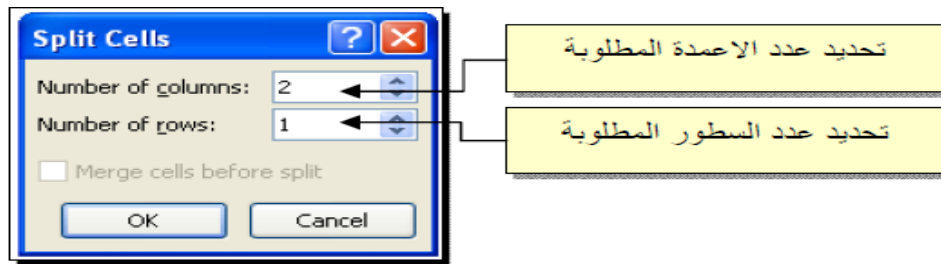 Split Cells
Number of columns: 2
Number of rows: 1
Merge cells before split
OK Cancel
تحديد عدد الاعمدة المطلوبة
تحديد عدد السطور المطلوبة